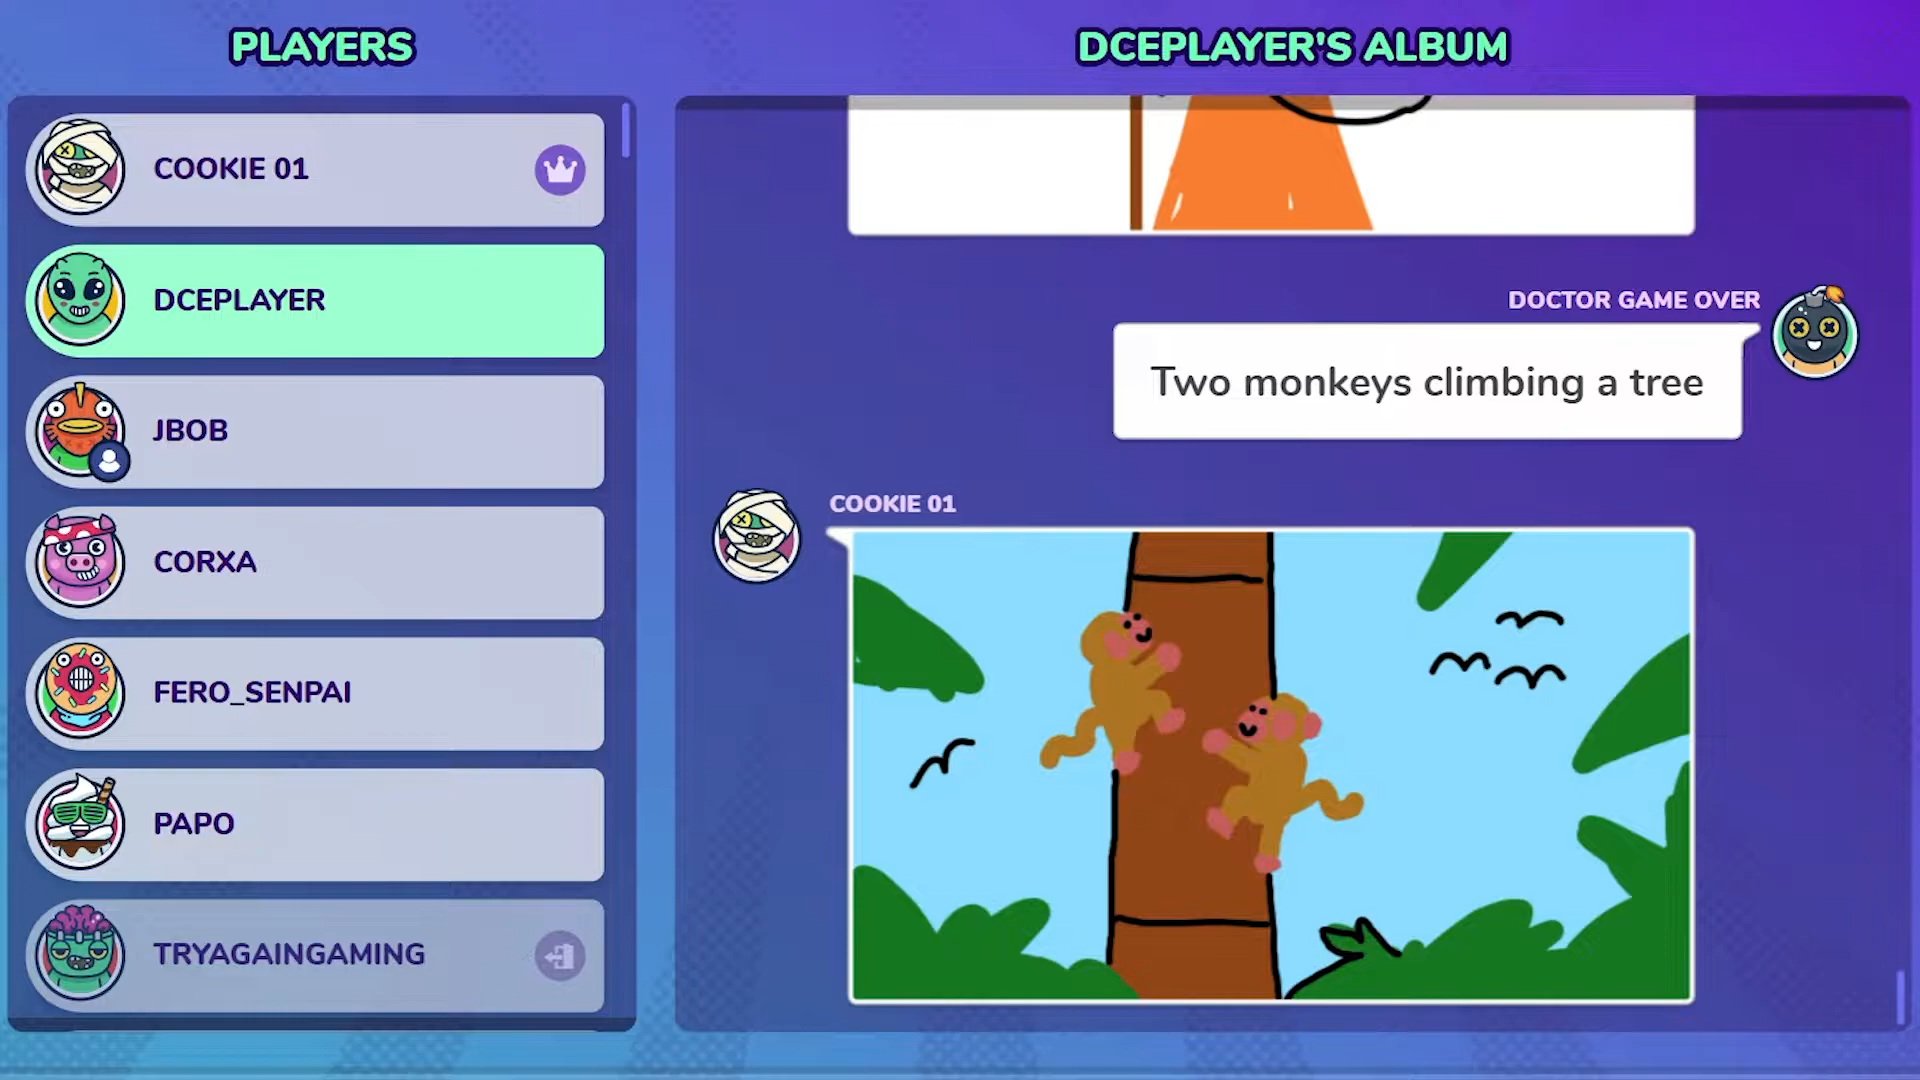 PLAYERS
COOKIE 01
DCEPLAYER
JBOB
CORXA
FERO_SENPAI
PAPO
TRYAGAINGAMING
DCEPLAYER'S ALBUM
DOCTOR GAME OVER
Two monkeys climbing a tree
COOKIE 01